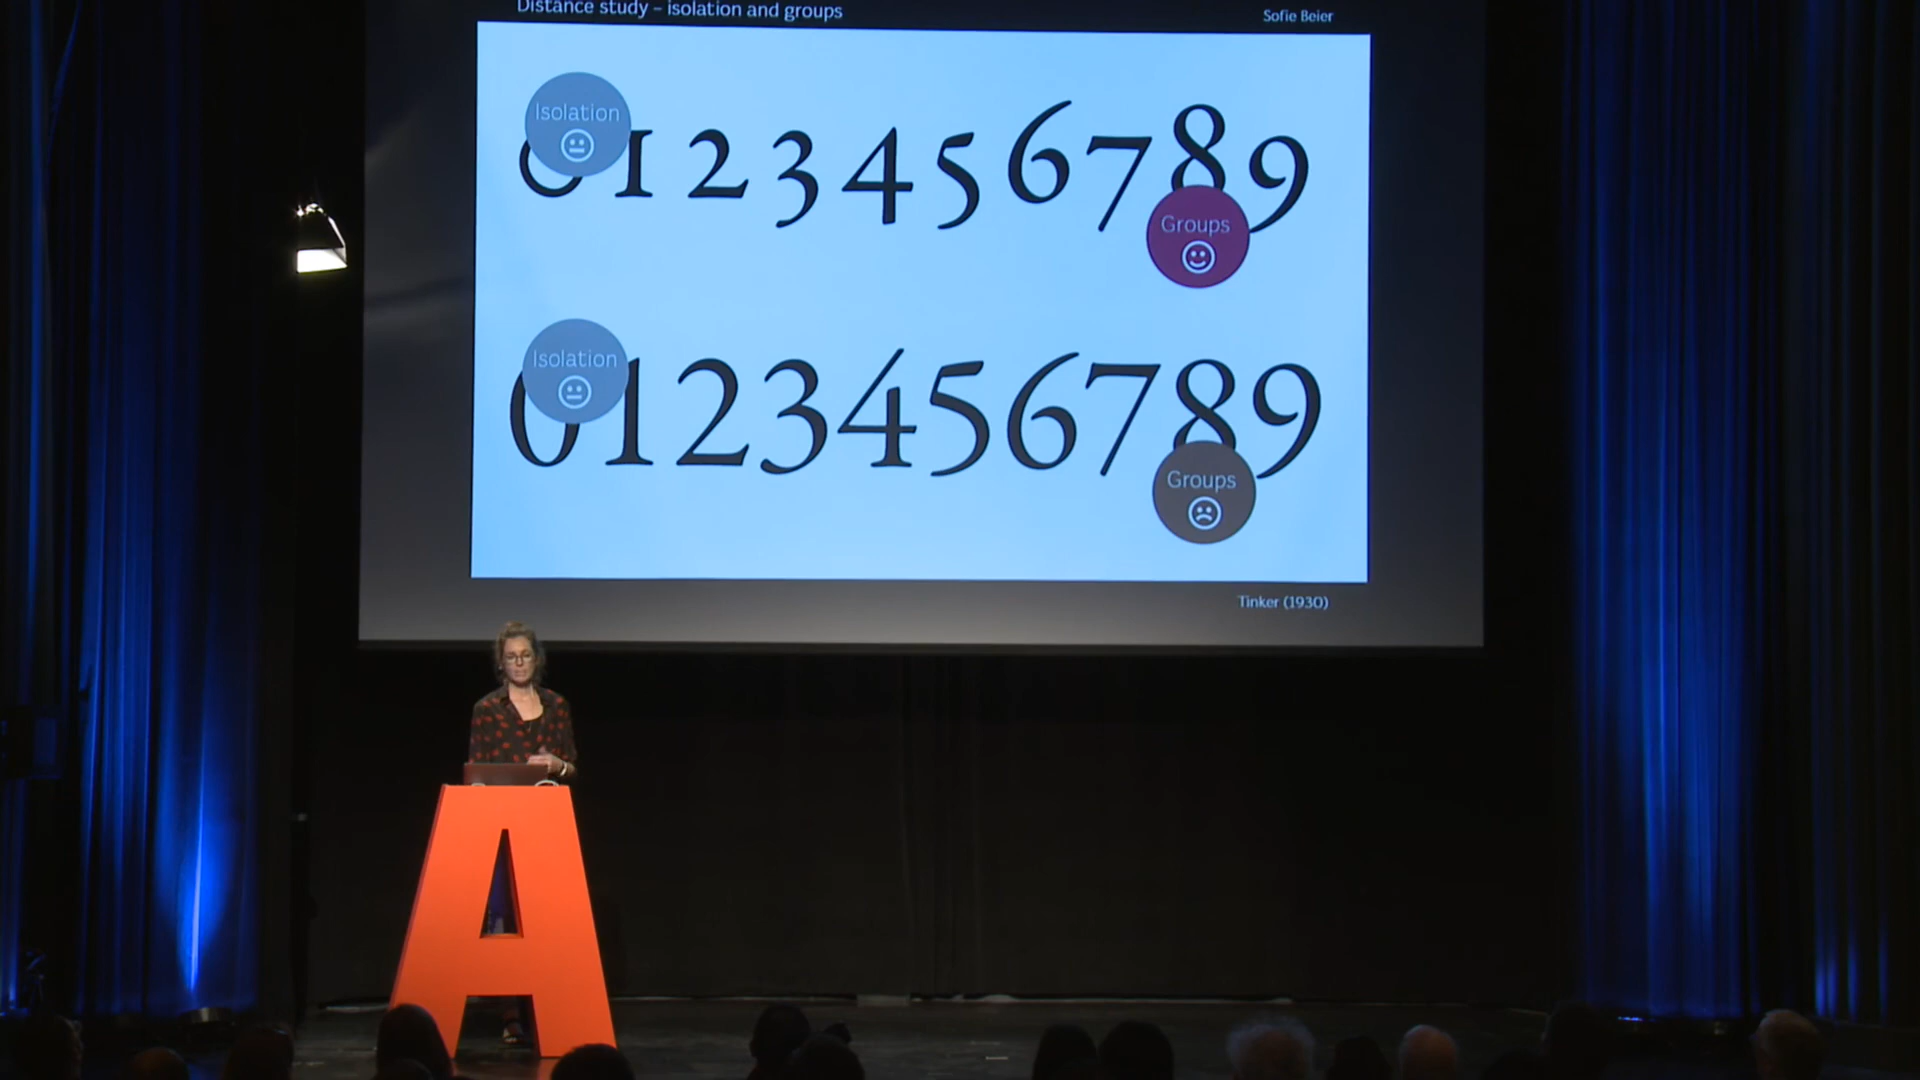 Distance study – isolation and groups
Sofie Beier
Isolation
0123456789
Groups
Isolation
0123456789
Groups
Tinker (1930)
A